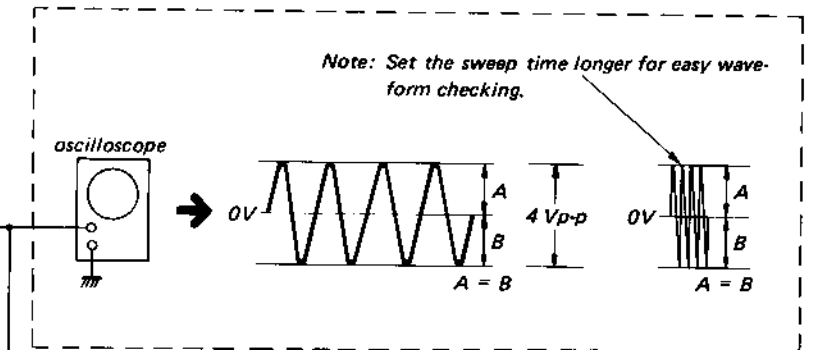 Note: Set the sweep time longer for easy wave-
form checking.
oscilloscope
0V
A
B
A = B
4 Vp-p
0V
A
B
A = B